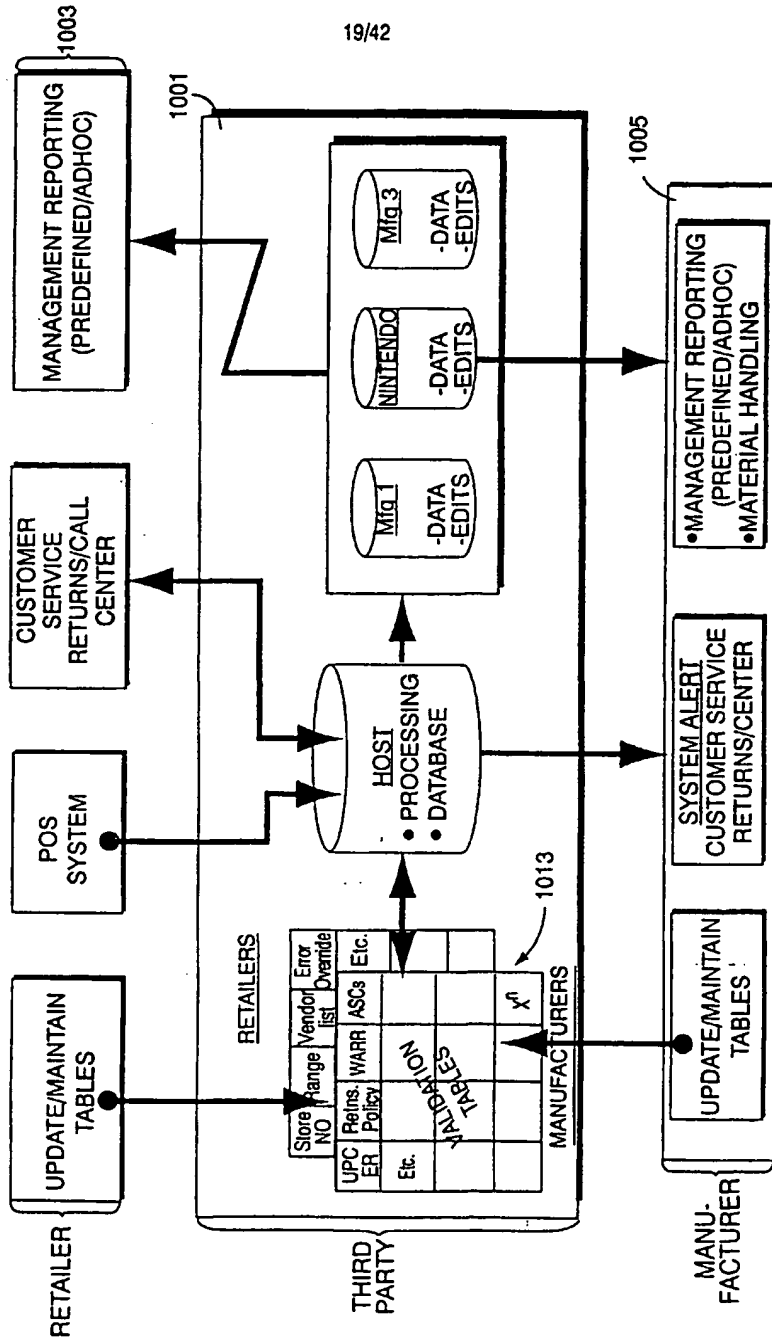 19/42
RETAILER
UPDATE/MAINTAIN
TABLES
POS
SYSTEM
CUSTOMER
SERVICE
RETURNS/CALL
CENTER
MANAGEMENT REPORTING
(PREDEFINED/ADHOC)
1003
1001
THIRD
PARTY
RETAILERS
Store
NO
Range
Vendor
list
Error
Override
UPC
ER
Retns.
Policy
WARR
ASCs
Etc.
Etc.
VALIDATION
TABLES
Xⁿ
MANUFACTURERS
1013
HOST
• PROCESSING
• DATABASE
Mfg 1
-DATA
-EDITS
NINTENDO
-DATA
-EDITS
Mfg 3
-DATA
-EDITS
MANU-
FACTURER
UPDATE/MAINTAIN
TABLES
SYSTEM ALERT
CUSTOMER SERVICE
RETURNS/CENTER
•MANAGEMENT REPORTING
(PREDEFINED/ADHOC)
•MATERIAL HANDLING
1005